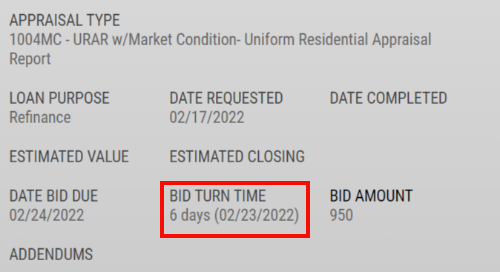 APPRAISAL TYPE
1004MC - URAR w/Market Condition- Uniform Residential Appraisal
Report
LOAN PURPOSE DATE REQUESTED DATE COMPLETED
Refinance 02/17/2022
ESTIMATED VALUE ESTIMATED CLOSING
DATE BID DUE BID TURN TIME BID AMOUNT
02/24/2022 6 days (02/23/2022) 950
ADDENDUMS